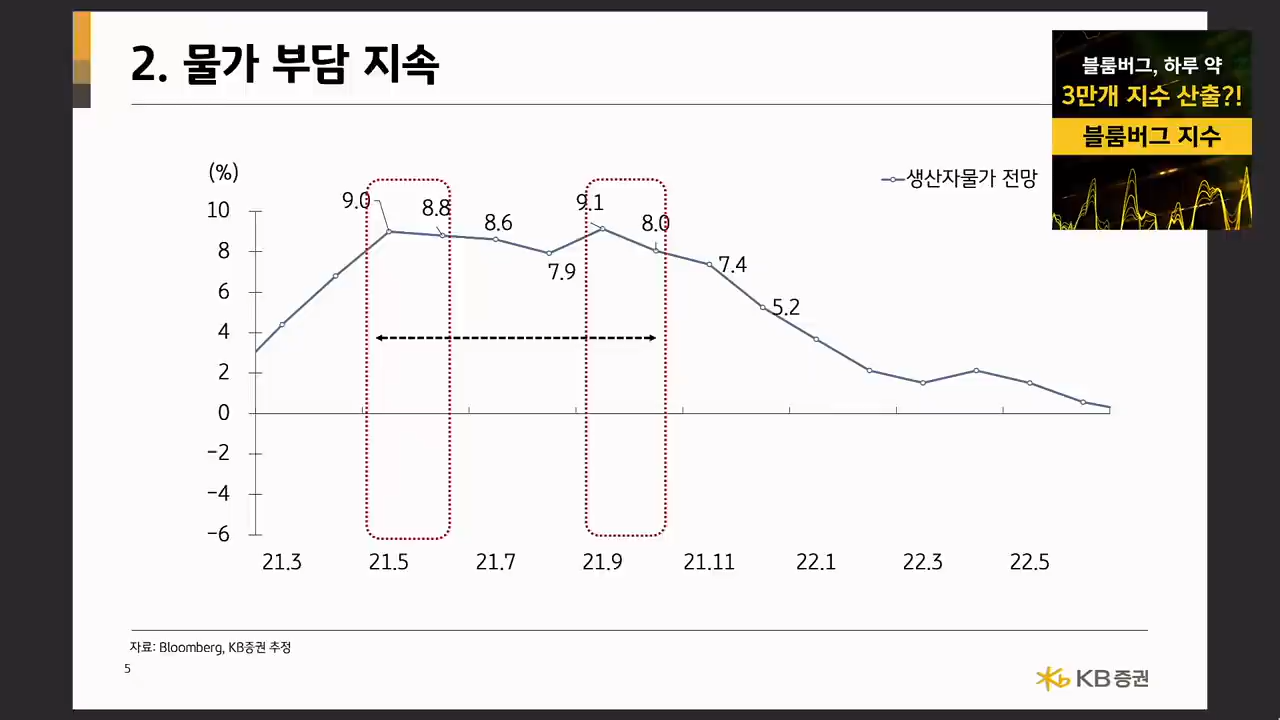 2. 물가 부담 지속
블룸버그, 하루 약
3만개 지수 산출?!
블룸버그 지수
(%)
생산자물가 전망
10
8
6
4
2
0
−2
−4
−6
9.0
8.8
8.6
7.9
9.1
8.0
7.4
5.2
21.3 21.5 21.7 21.9 21.11 22.1 22.3 22.5
자료: Bloomberg, KB증권 추정
5
KB증권